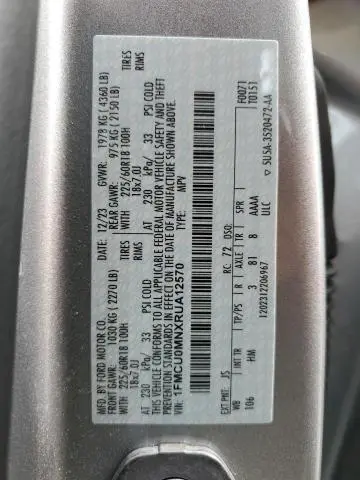 MFD. BY FORD MOTOR CO. 12/23 GVWR: 1978 KG ( 4360 LB)
FRONT GAWR: 1030 KG ( 2270 LB) REAR GAWR: 975 KG ( 2150 LB)
WITH 225/60R18 100H TIRES WITH 225/60R18 100H TIRES
18x7.0J RIMS 18x7.0J RIMS
AT 230 kPa/ 33 PSI COLD AT 230 kPa/ 33 PSI COLD
THIS VEHICLE CONFORMS TO ALL APPLICABLE FEDERAL MOTOR VEHICLE SAFETY AND THEFT
PREVENTION STANDARDS IN EFFECT ON THE DATE OF MANUFACTURE SHOWN ABOVE.
VIN: 1FMCU0MNXRUA12570 TYPE: MPV
F0071
T0151
EXT PNT: JS RC: 72 DSO:
WB INT TR TP/PS R AXLE TR SPR
106 HM 3 81 B AAAA
1202312206967 ULC
▽ SU5A-3520472-AA